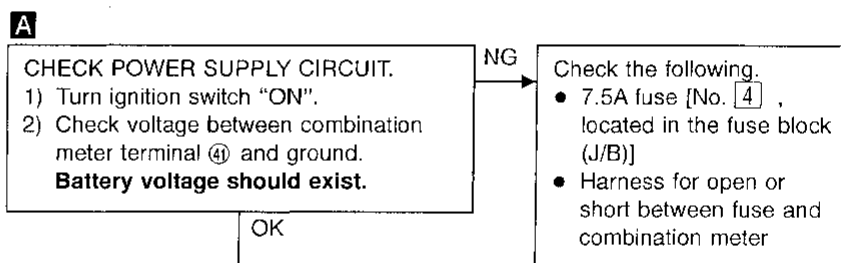 A
CHECK POWER SUPPLY CIRCUIT.
1) Turn ignition switch “ON”.
2) Check voltage between combination
meter terminal ㊶ and ground.
Battery voltage should exist.
NG
OK
Check the following.
● 7.5A fuse [No. 4 ,
located in the fuse block
(J/B)]
● Harness for open or
short between fuse and
combination meter